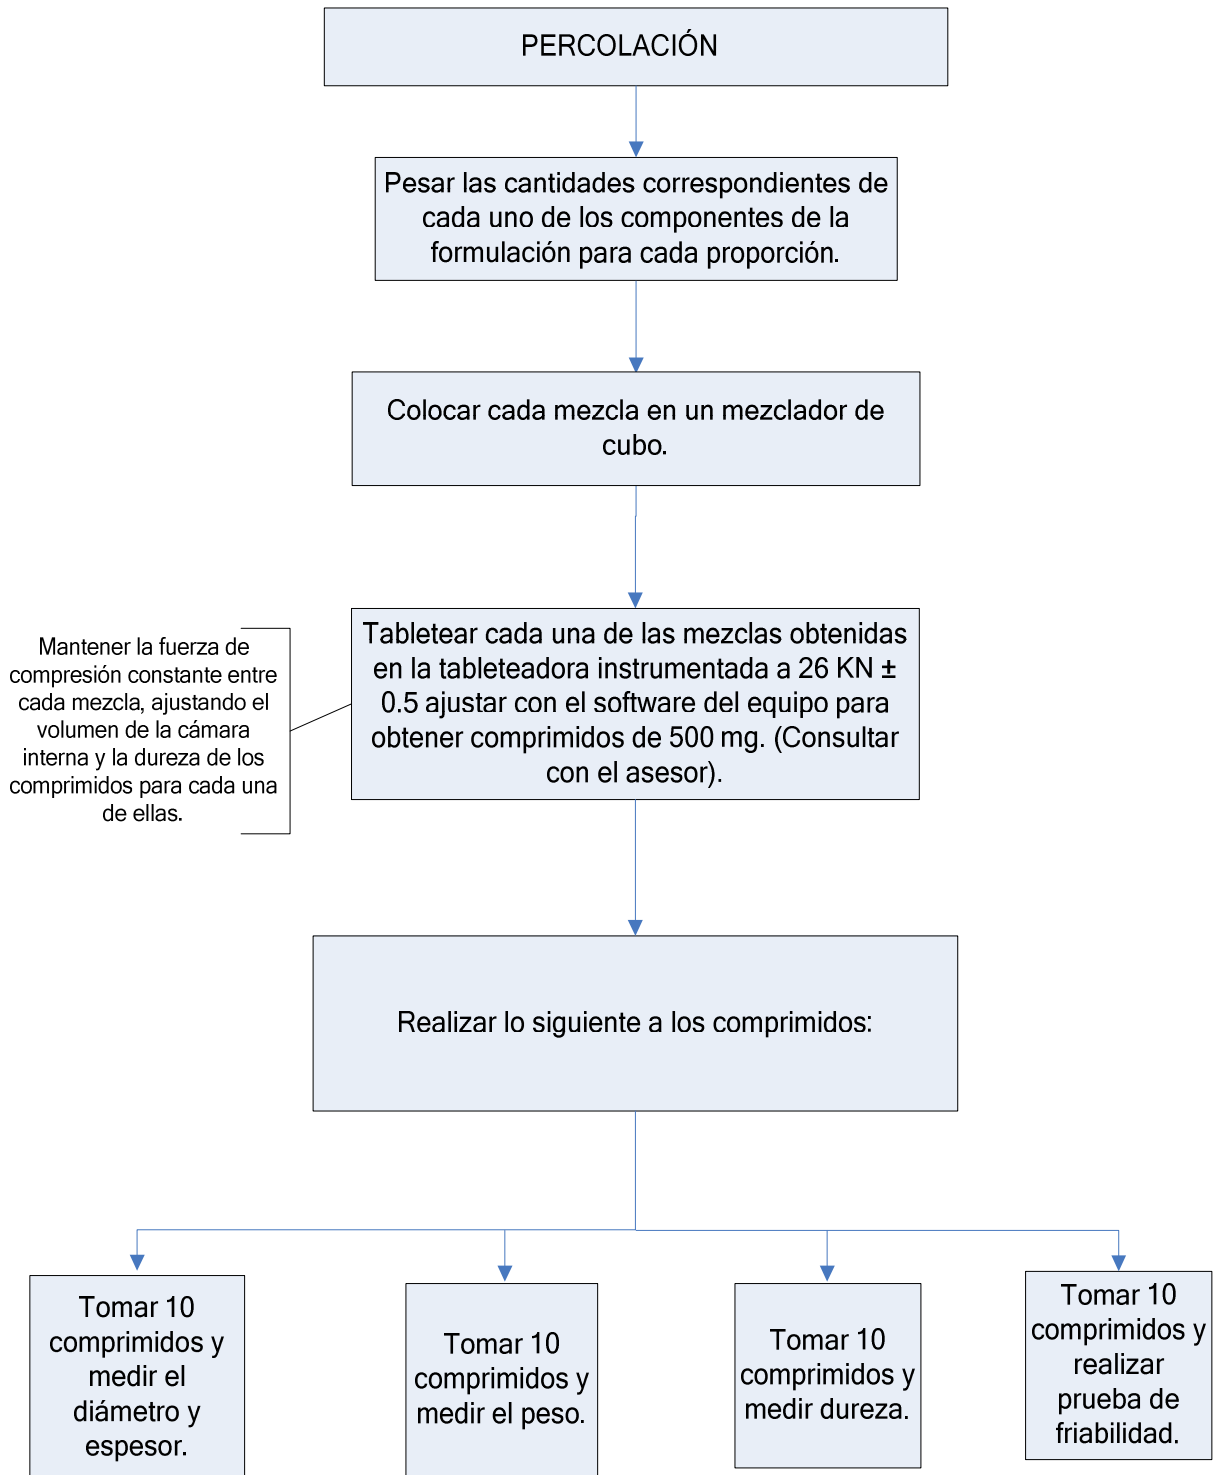 PERCOLACIÓN
Pesar las cantidades correspondientes de
cada uno de los componentes de la
formulación para cada proporción.
Colocar cada mezcla en un mezclador de
cubo.
Mantener la fuerza de
compresión constante entre
cada mezcla, ajustando el
volumen de la cámara
interna y la dureza de los
comprimidos para cada una
de ellas.
Tabletear cada una de las mezclas obtenidas
en la tableteadora instrumentada a 26 KN ±
0.5 ajustar con el software del equipo para
obtener comprimidos de 500 mg. (Consultar
con el asesor).
Realizar lo siguiente a los comprimidos:
Tomar 10
comprimidos y
medir el
diámetro y
espesor.
Tomar 10
comprimidos y
medir el peso.
Tomar 10
comprimidos y
medir dureza.
Tomar 10
comprimidos y
realizar
prueba de
friabilidad.